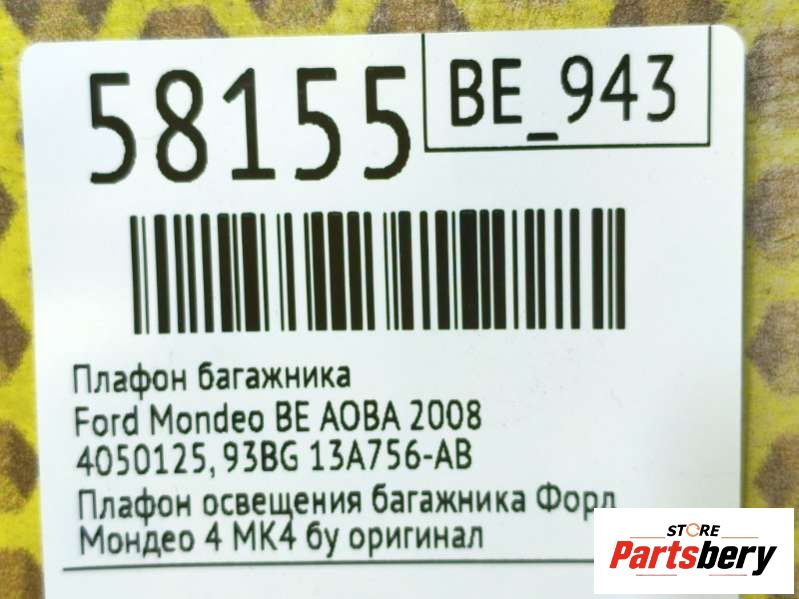 58155
BE_943
Плафон багажника
Ford Mondeo BE AOBA 2008
4050125, 93BG 13A756-AB
Плафон освещения багажника Форд
Мондео 4 МК4 бу оригинал
STORE
Partsbery